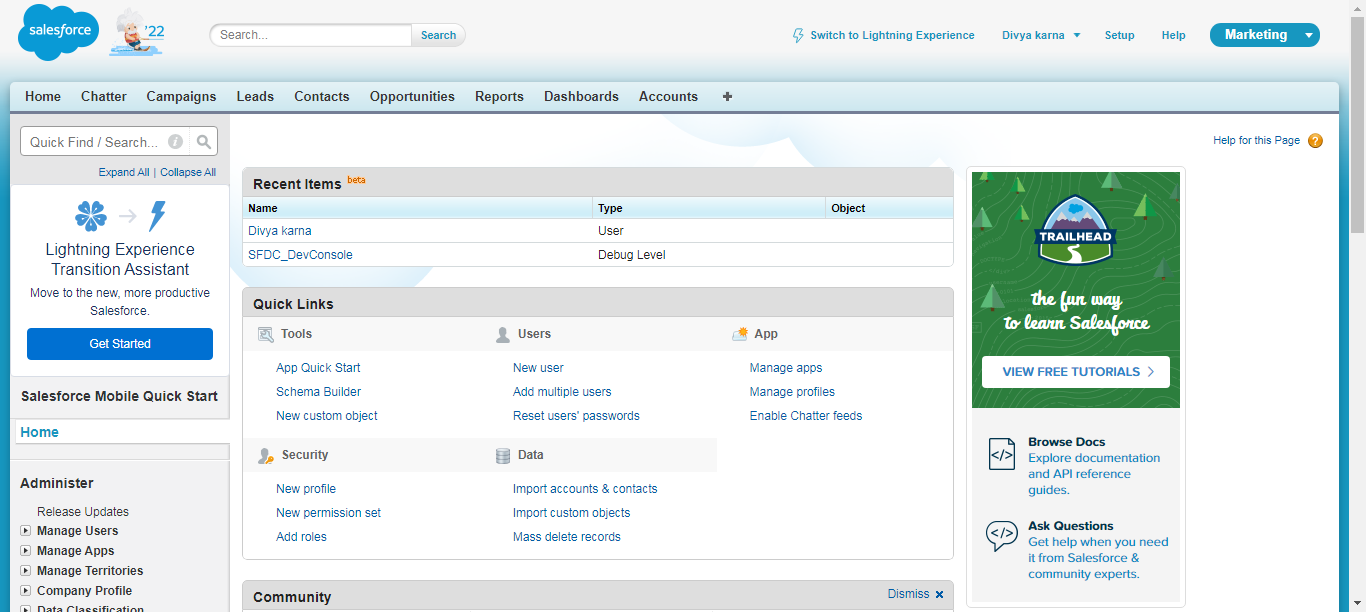 salesforce
'22
Search...
Search
Switch to Lightning Experience
Divya karna
Setup
Help
Marketing
Home Chatter Campaigns Leads Contacts Opportunities Reports Dashboards Accounts +
Quick Find / Search...
Expand All | Collapse All
Lightning Experience
Transition Assistant
Move to the new, more productive
Salesforce.
Get Started
Salesforce Mobile Quick Start
Home
Administer
Release Updates
Manage Users
Manage Apps
Manage Territories
Company Profile
Data Classification
Help for this Page ?
Recent Items beta
Name Type Object
Divya karna User
SFDC_DevConsole Debug Level
Quick Links
Tools Users App
App Quick Start New user Manage apps
Schema Builder Add multiple users Manage profiles
New custom object Reset users' passwords Enable Chatter feeds
Security Data
New profile Import accounts & contacts
New permission set Import custom objects
Add roles Mass delete records
Community
Dismiss
TRAILHEAD
the fun way
to learn Salesforce
VIEW FREE TUTORIALS
Browse Docs
Explore documentation
and API reference
guides.
Ask Questions
Get help when you need
it from Salesforce &
community experts.